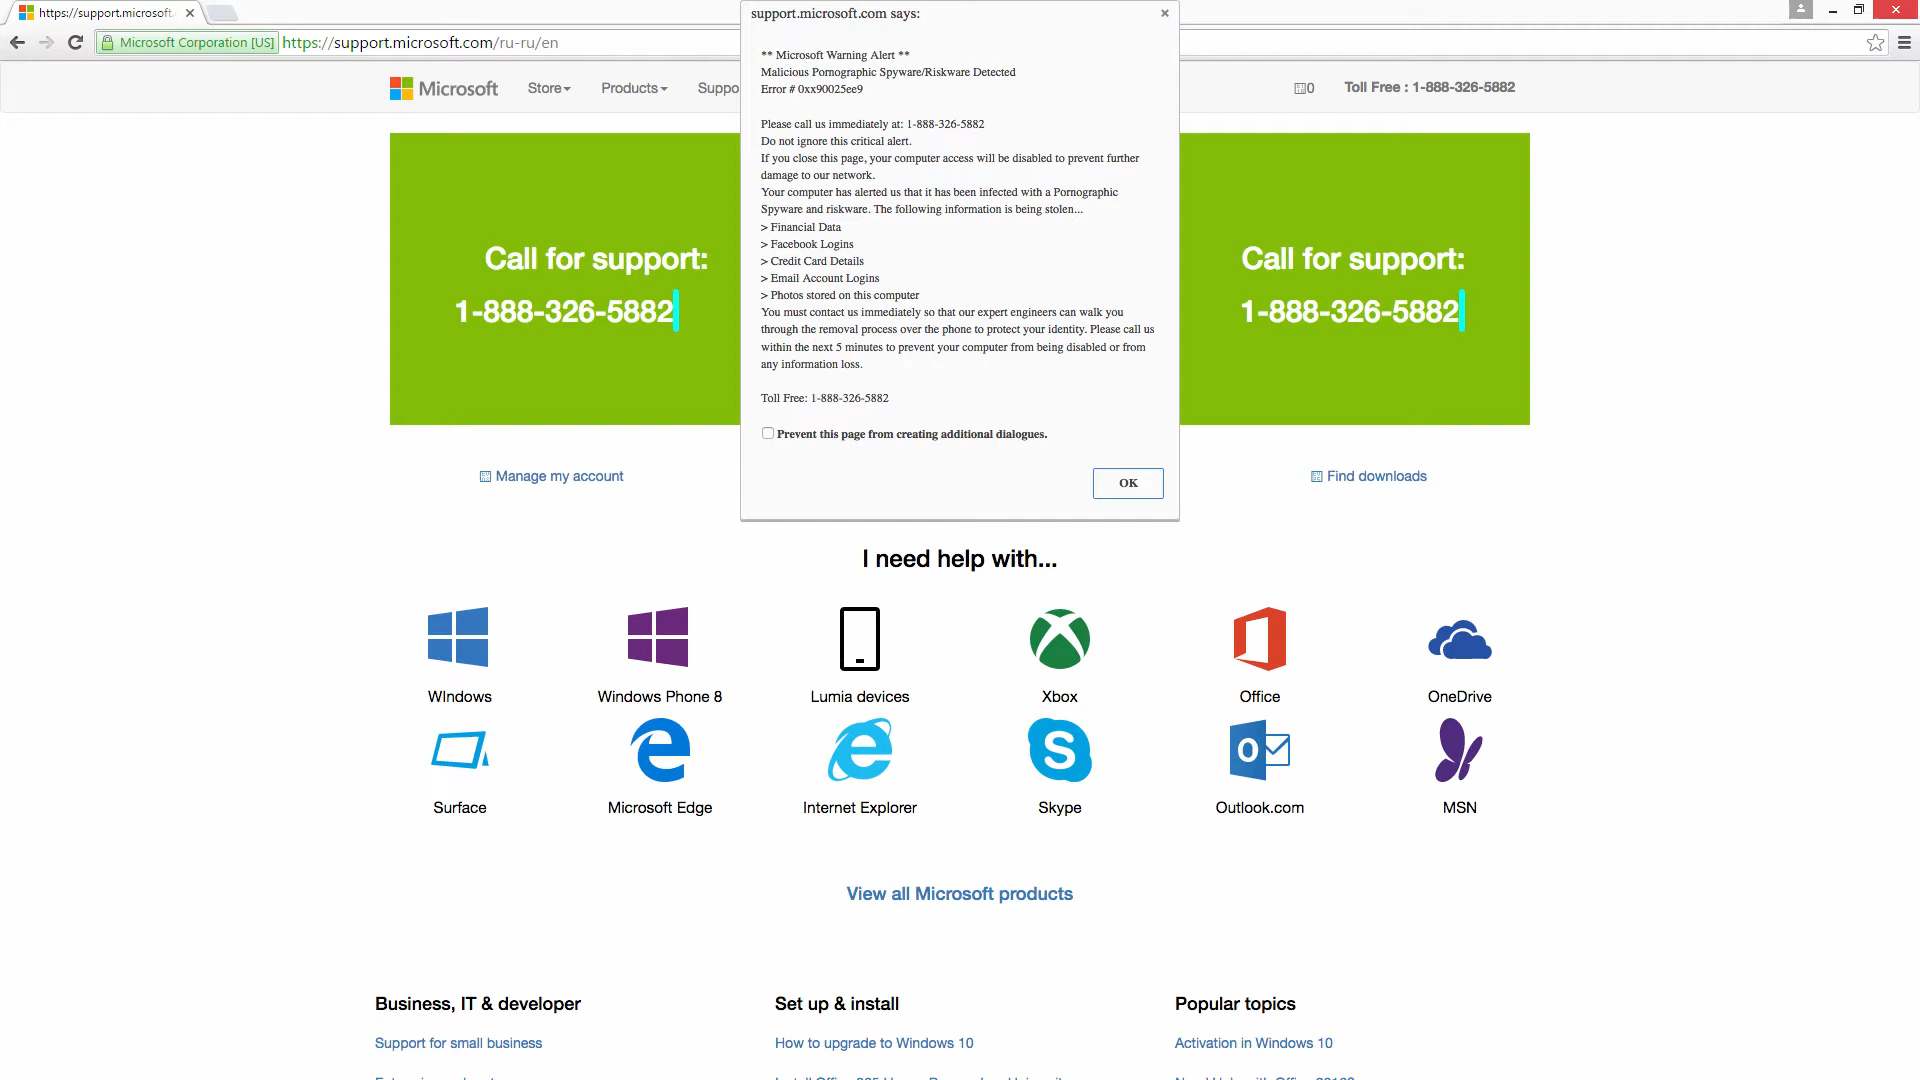 https://support.microsoft.
Microsoft Corporation [US] https://support.microsoft.com/ru-ru/en
Microsoft Store Products Suppo
0 Toll Free : 1-888-326-5882
support.microsoft.com says:
** Microsoft Warning Alert **
Malicious Pornographic Spyware/Riskware Detected
Error # 0xx90025ee9
Please call us immediately at: 1-888-326-5882
Do not ignore this critical alert.
If you close this page, your computer access will be disabled to prevent further
damage to our network.
Your computer has alerted us that it has been infected with a Pornographic
Spyware and riskware. The following information is being stolen...
> Financial Data
> Facebook Logins
> Credit Card Details
> Email Account Logins
> Photos stored on this computer
You must contact us immediately so that our expert engineers can walk you
through the removal process over the phone to protect your identity. Please call us
within the next 5 minutes to prevent your computer from being disabled or from
any information loss.
Toll Free: 1-888-326-5882
Prevent this page from creating additional dialogues.
OK
Call for support:
1-888-326-5882
Call for support:
1-888-326-5882
Manage my account
Find downloads
I need help with...
WIndows
Windows Phone 8
Lumia devices
Xbox
Office
OneDrive
Surface
Microsoft Edge
Internet Explorer
Skype
Outlook.com
MSN
View all Microsoft products
Business, IT & developer
Support for small business
Set up & install
How to upgrade to Windows 10
Popular topics
Activation in Windows 10